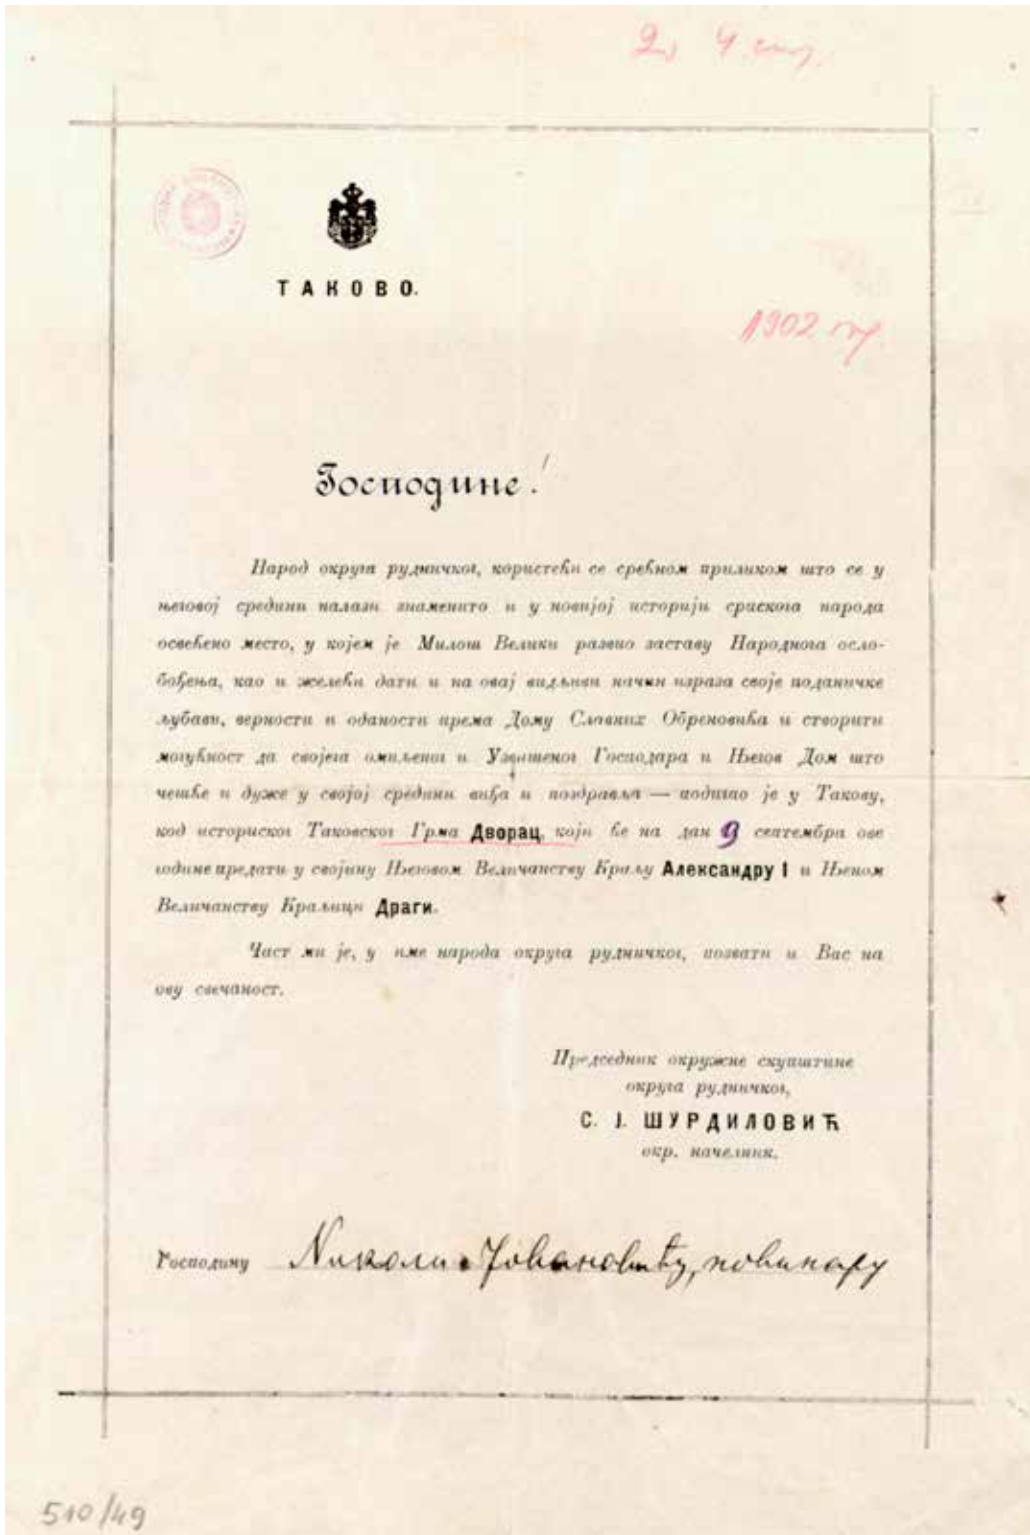 2, 4
ТАКОВО.
1902
Господине!
Народ округа рудничког, користећи се срећном приликом што се у
његовој средини налази знаменито и у новијој историји српскога народа
освећено место, у којем је Милош Велики развио заставу Народнога осло-
бођења, као и желећи дати и на овај видљиви начин израза своје поданичке
љубави, верности и оданости према Дому Славних Обреновића и створити
могућност да својега омиљеног и Узвишеног Господара и Његов Дом што
чешће и дуже у својој средини виђа и поздравља — подигао је у Такову,
код историског Таковског Грма Дворац, који ће на дан 9 септембра ове
године предати у својину Његовом Величанству Краљу Александру I и Њеном
Величанству Краљици Драги.
Част ми је, у име народа округа рудничког, позвати и Вас на
ову свечаност.
Председник окружне скупштине
округа рудничког,
С. Ј. ШУРДИЛОВИЋ
окр. начелник.
Господину Николи Јовановићу, новинару
510/49